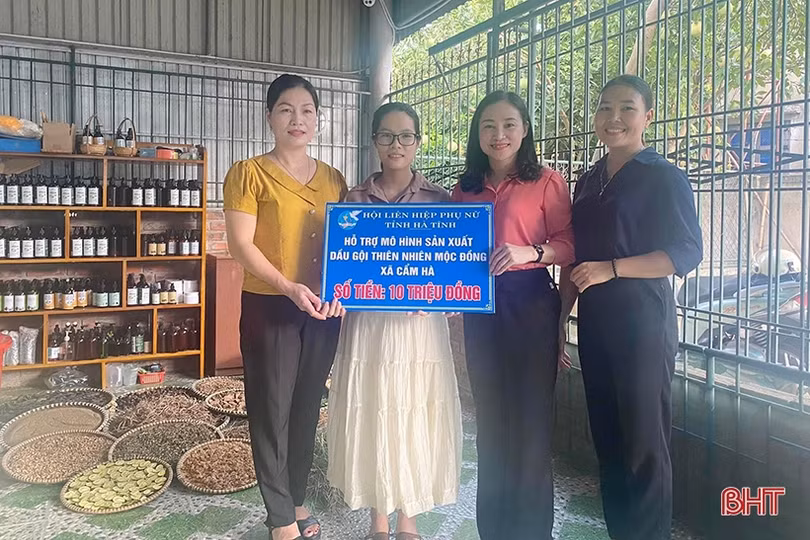 HỘI LIÊN HIỆP PHỤ NỮ
TỈNH HÀ TĨNH
HỖ TRỢ MÔ HÌNH SẢN XUẤT
DẦU GỘI THIÊN NHIÊN MỘC ĐỒNG
XÃ CẨM HÀ
SỐ TIỀN: 10 TRIỆU ĐỒNG
BHT